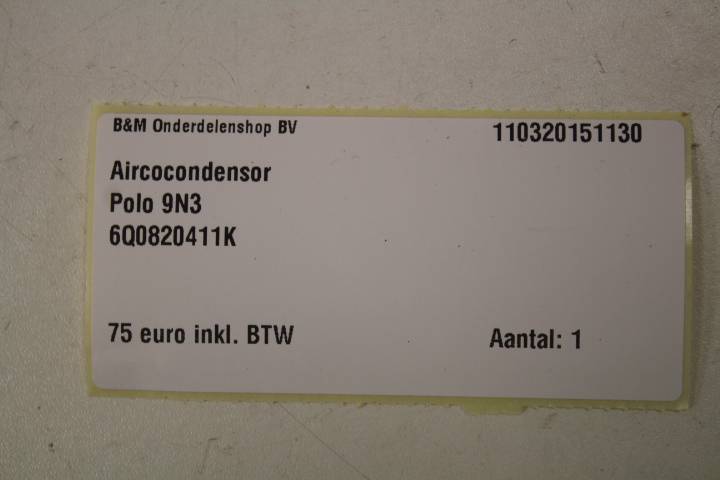 B&M Onderdelenshop BV
110320151130
Aircocondensor
Polo 9N3
6Q0820411K
75 euro inkl. BTW
Aantal: 1